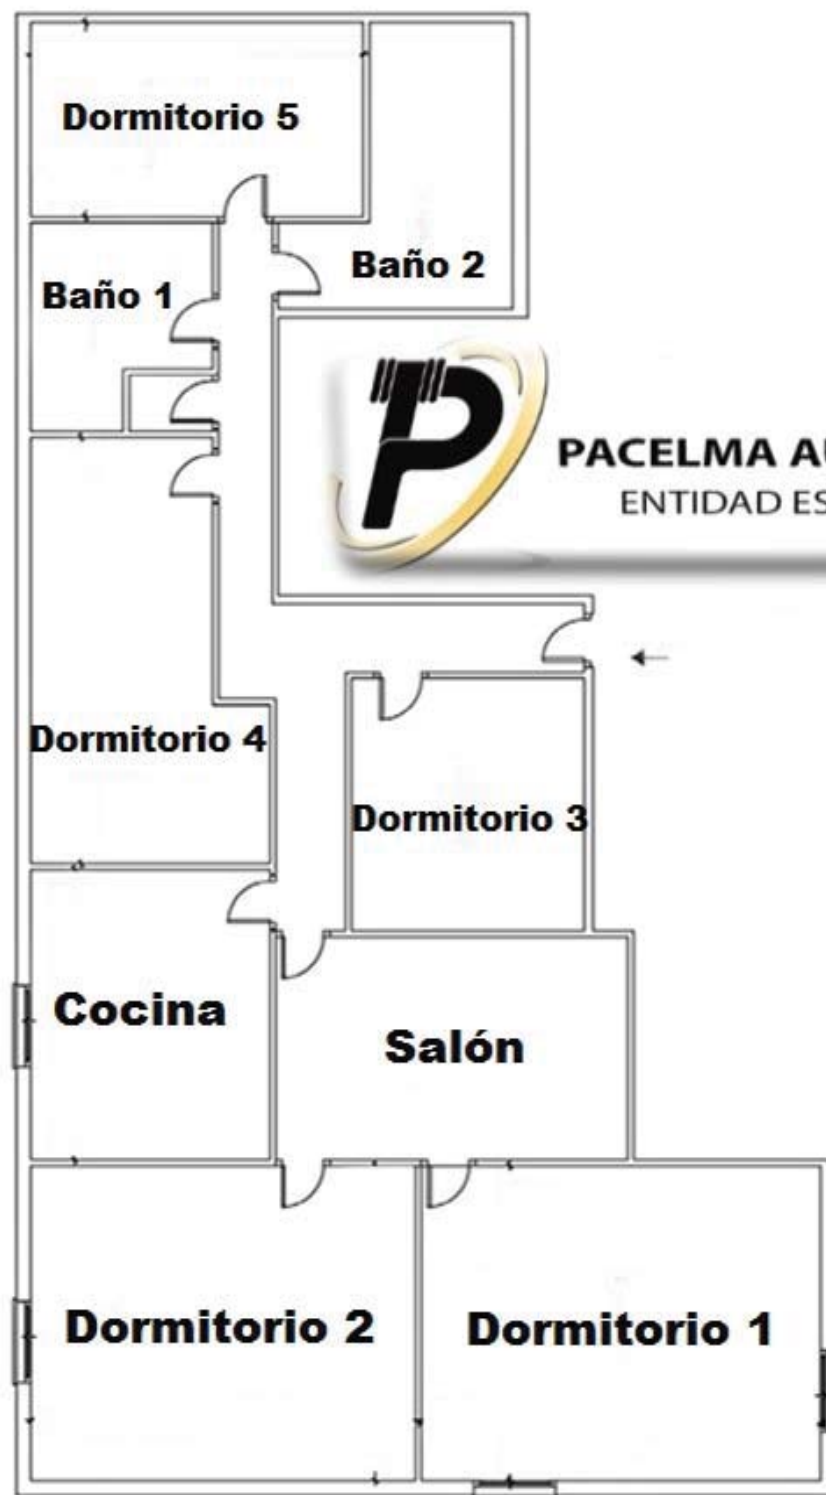 Dormitorio 5
Baño 2
Baño 1
P
PACELMA AU
ENTIDAD ES
Dormitorio 4
Dormitorio 3
Cocina
Salón
Dormitorio 2
Dormitorio 1